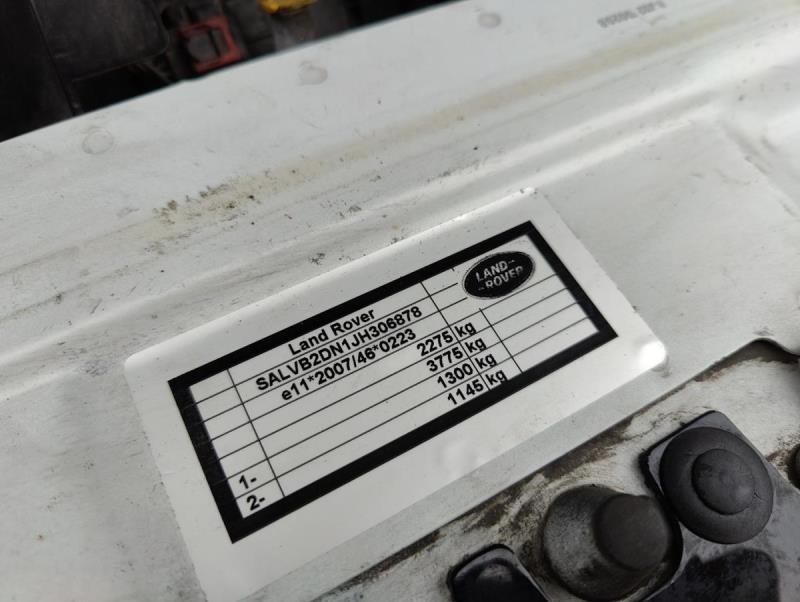 Land Rover
SALVB2DN1JH306878
e11*2007/46*0223
2275 kg
3775 kg
1- 1300 kg
2- 1145 kg
LAND--
--ROVER